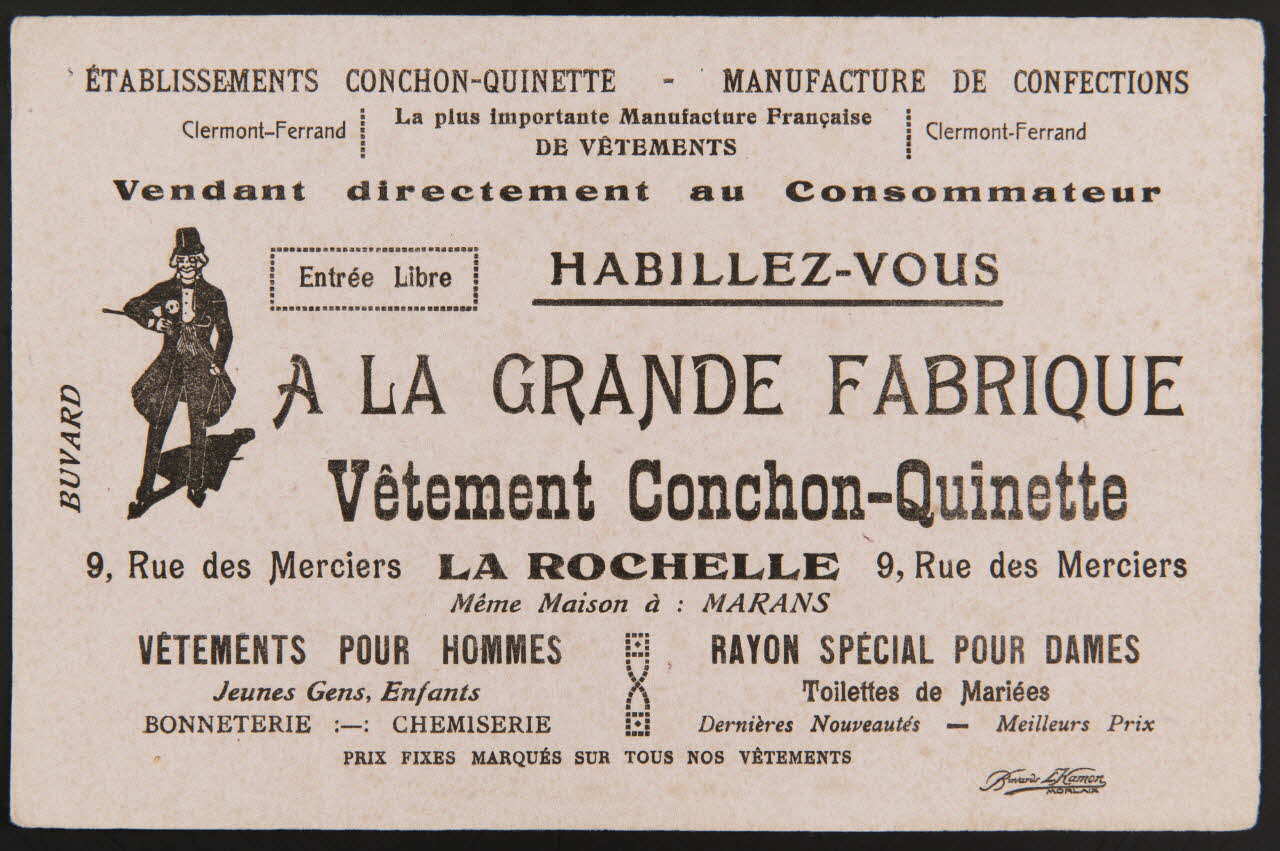 ÉTABLISSEMENTS CONCHON-QUINETTE - MANUFACTURE DE CONFECTIONS
Clermont-Ferrand
La plus importante Manufacture Française
DE VÊTEMENTS
Clermont-Ferrand
Vendant directement au Consommateur
Entrée Libre
HABILLEZ-VOUS
A LA GRANDE FABRIQUE
BUVARD
Vêtement Conchon-Quinette
9, Rue des Merciers LA ROCHELLE 9, Rue des Merciers
Même Maison à : MARANS
VÊTEMENTS POUR HOMMES
Jeunes Gens, Enfants
BONNETERIE :—: CHEMISERIE
RAYON SPÉCIAL POUR DAMES
Toilettes de Mariées
Dernières Nouveautés — Meilleurs Prix
PRIX FIXES MARQUÉS SUR TOUS NOS VÊTEMENTS
Buvards L. Hamon
MORLAIX